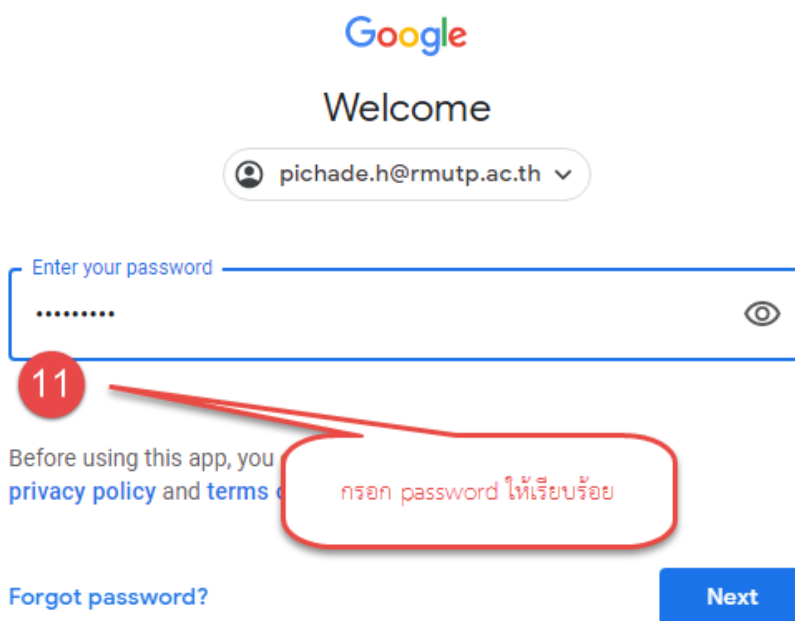 Google
Welcome
pichade.h@rmutp.ac.th
Enter your password
•••••••••
11
Before using this app, you
privacy policy and terms
กรอก password ให้เรียบร้อย
Forgot password?
Next